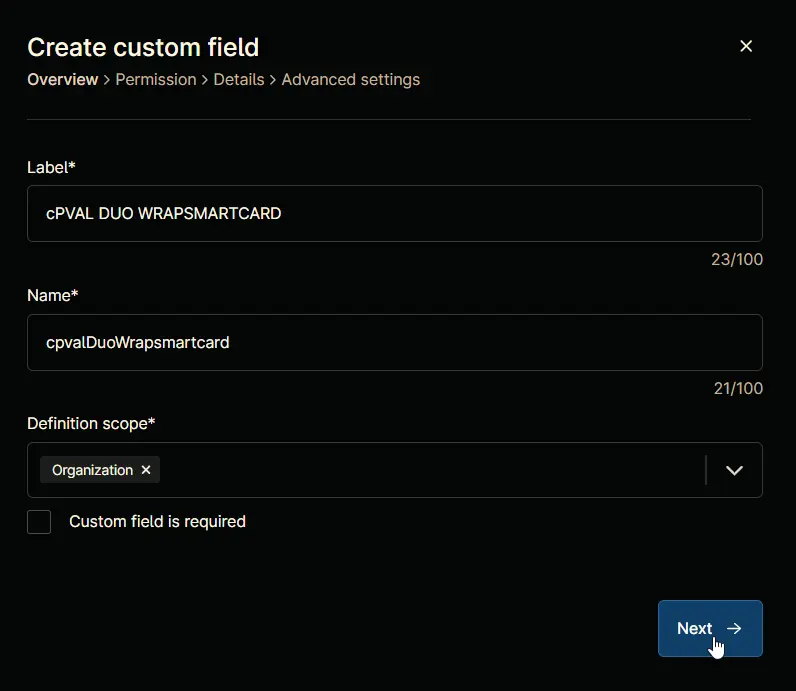 Create custom field
Overview > Permission > Details > Advanced settings
Label*
cPVAL DUO WRAPSMARTCARD
23/100
Name*
cpvalDuoWrapsmartcard
21/100
Definition scope*
Organization
Custom field is required
Next